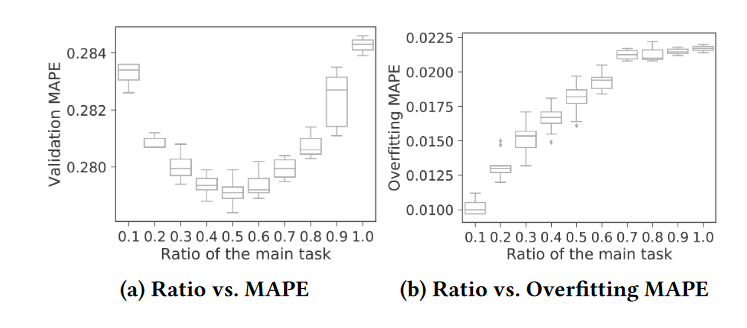 Validation MAPE
0.284
0.282
0.280
0.1 0.2 0.3 0.4 0.5 0.6 0.7 0.8 0.9 1.0
Ratio of the main task
(a) Ratio vs. MAPE
Overfitting MAPE
0.0225
0.0200
0.0175
0.0150
0.0125
0.0100
0.1 0.2 0.3 0.4 0.5 0.6 0.7 0.8 0.9 1.0
Ratio of the main task
(b) Ratio vs. Overfitting MAPE